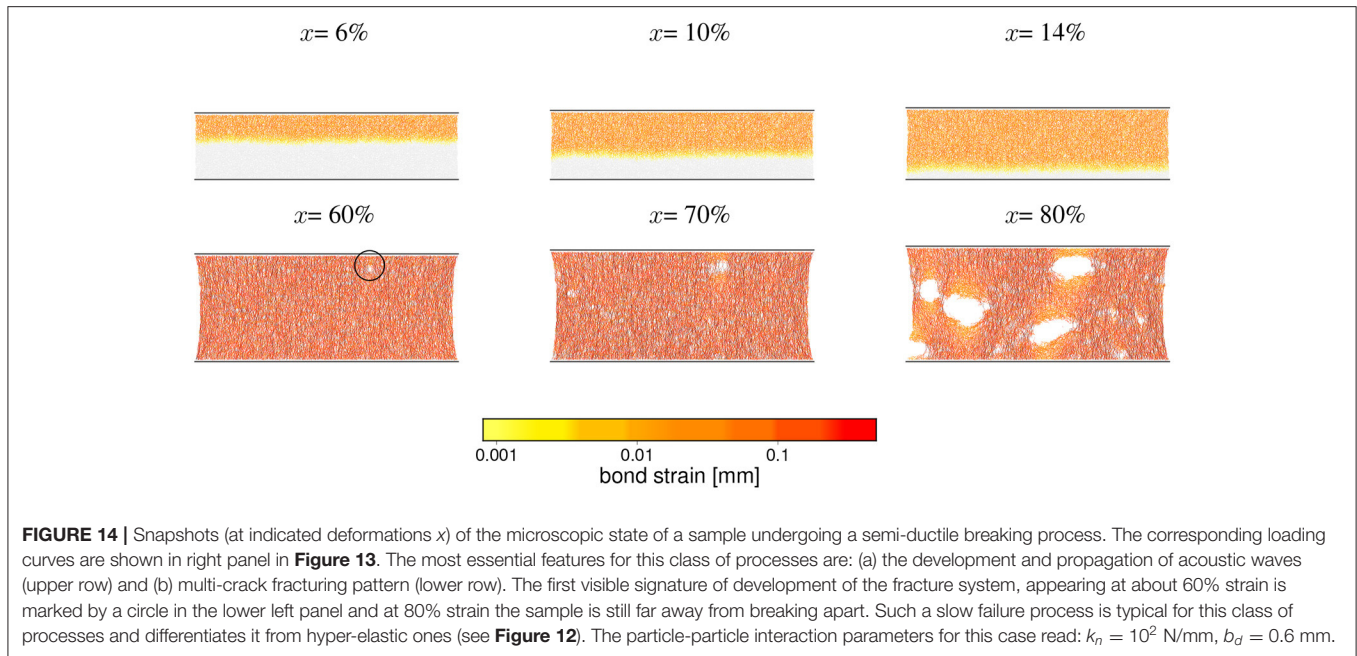 x= 6% x= 10% x= 14%
x= 60% x= 70% x= 80%
0.001 0.01 0.1
bond strain [mm]
FIGURE 14 | Snapshots (at indicated deformations x) of the microscopic state of a sample undergoing a semi-ductile breaking process. The corresponding loading
curves are shown in right panel in Figure 13. The most essential features for this class of processes are: (a) the development and propagation of acoustic waves
(upper row) and (b) multi-crack fracturing pattern (lower row). The first visible signature of development of the fracture system, appearing at about 60% strain is
marked by a circle in the lower left panel and at 80% strain the sample is still far away from breaking apart. Such a slow failure process is typical for this class of
processes and differentiates it from hyper-elastic ones (see Figure 12). The particle-particle interaction parameters for this case read: kₙ = 10² N/mm, b_d = 0.6 mm.